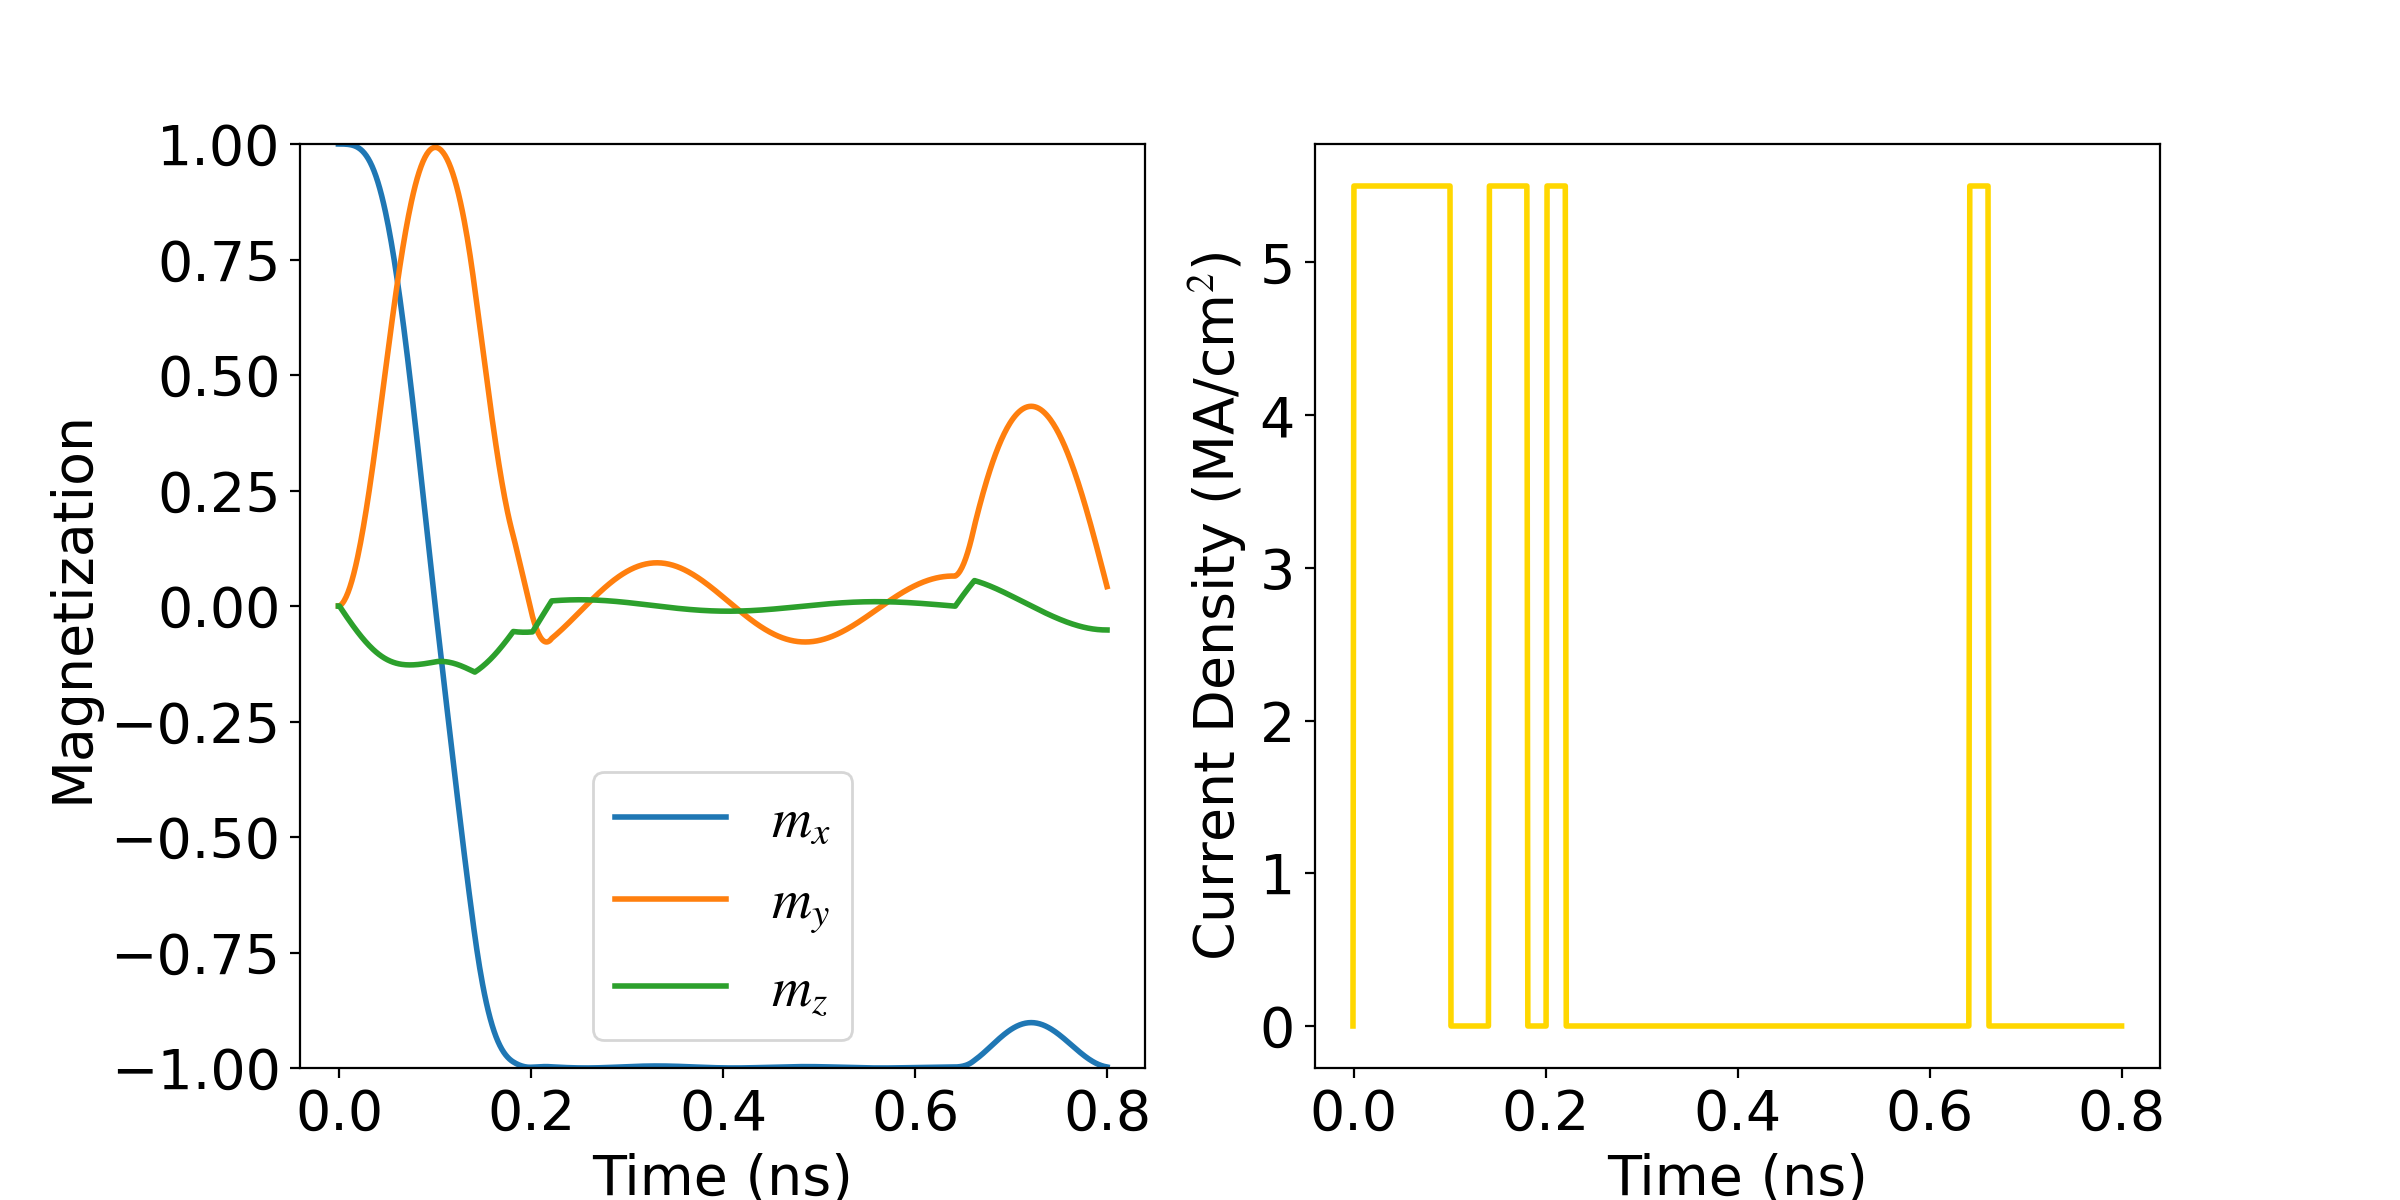 Magnetization
1.00
0.75
0.50
0.25
0.00
−0.25
−0.50
−0.75
−1.00
0.0 0.2 0.4 0.6 0.8
Time (ns)
mₓ
m_y
m_z
Current Density (MA/cm²)
5
4
3
2
1
0
0.0 0.2 0.4 0.6 0.8
Time (ns)